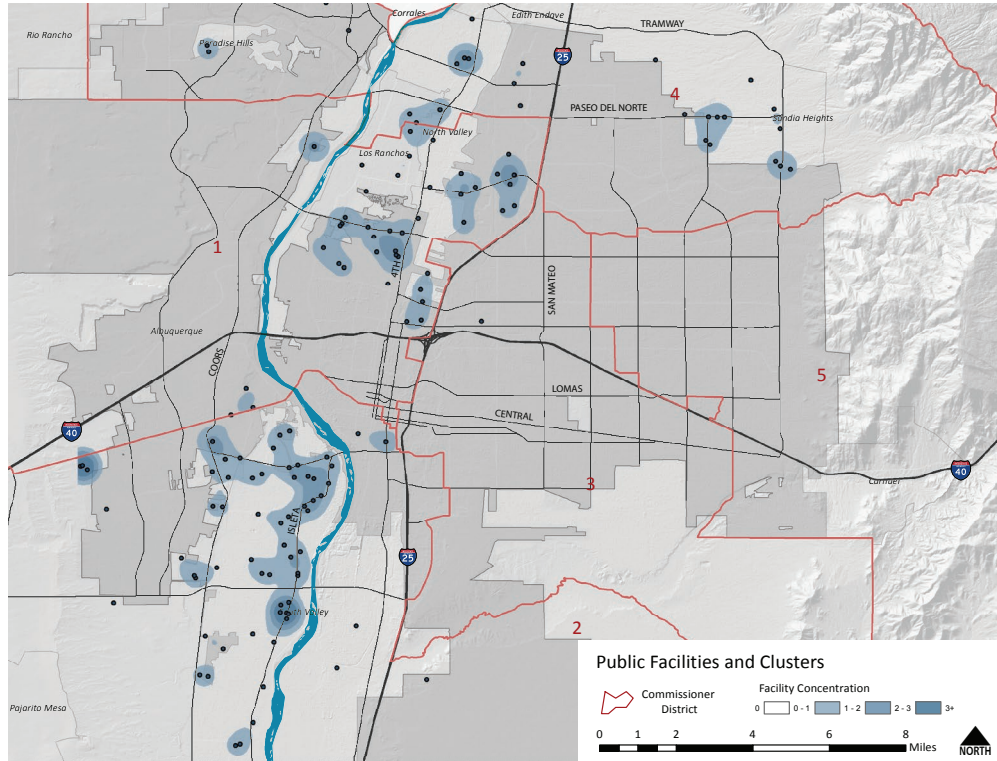 Corrales
Edith Endave
TRAMWAY
Rio Rancho
Paradise Hills
25
4
PASEO DEL NORTE
Sandia Heights
North Valley
Los Ranchos
1
4TH
SAN MATEO
Albuquerque
COORS
5
LOMAS
CENTRAL
40
40
3
Carnuel
ISLETA
25
South Valley
2
Pajarito Mesa
Public Facilities and Clusters
Commissioner
District
Facility Concentration
0
0 - 1
1 - 2
2 - 3
3+
0 1 2 4 6 8
Miles
NORTH